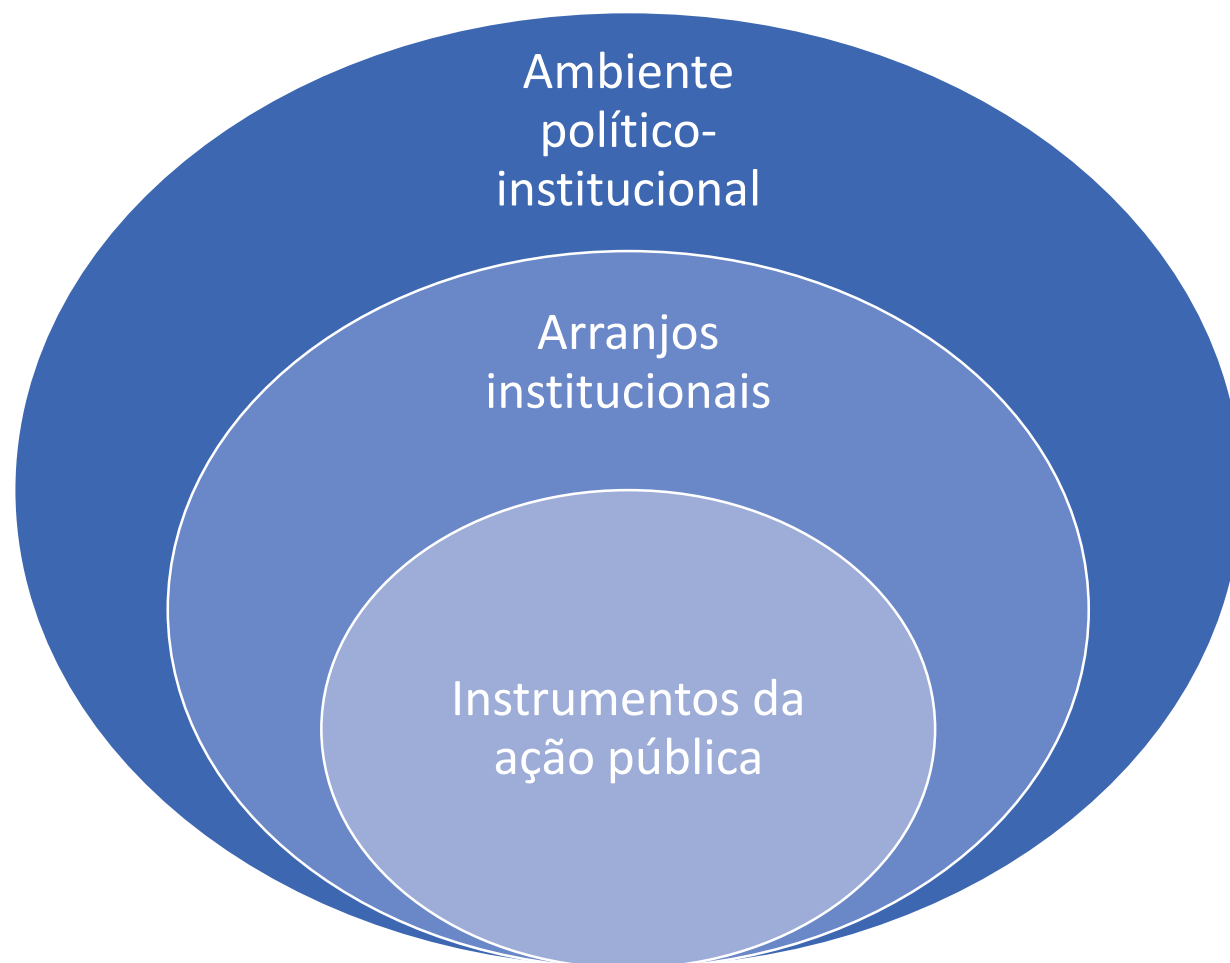 Ambiente
político-
institucional
Arranjos
institucionais
Instrumentos da
ação pública